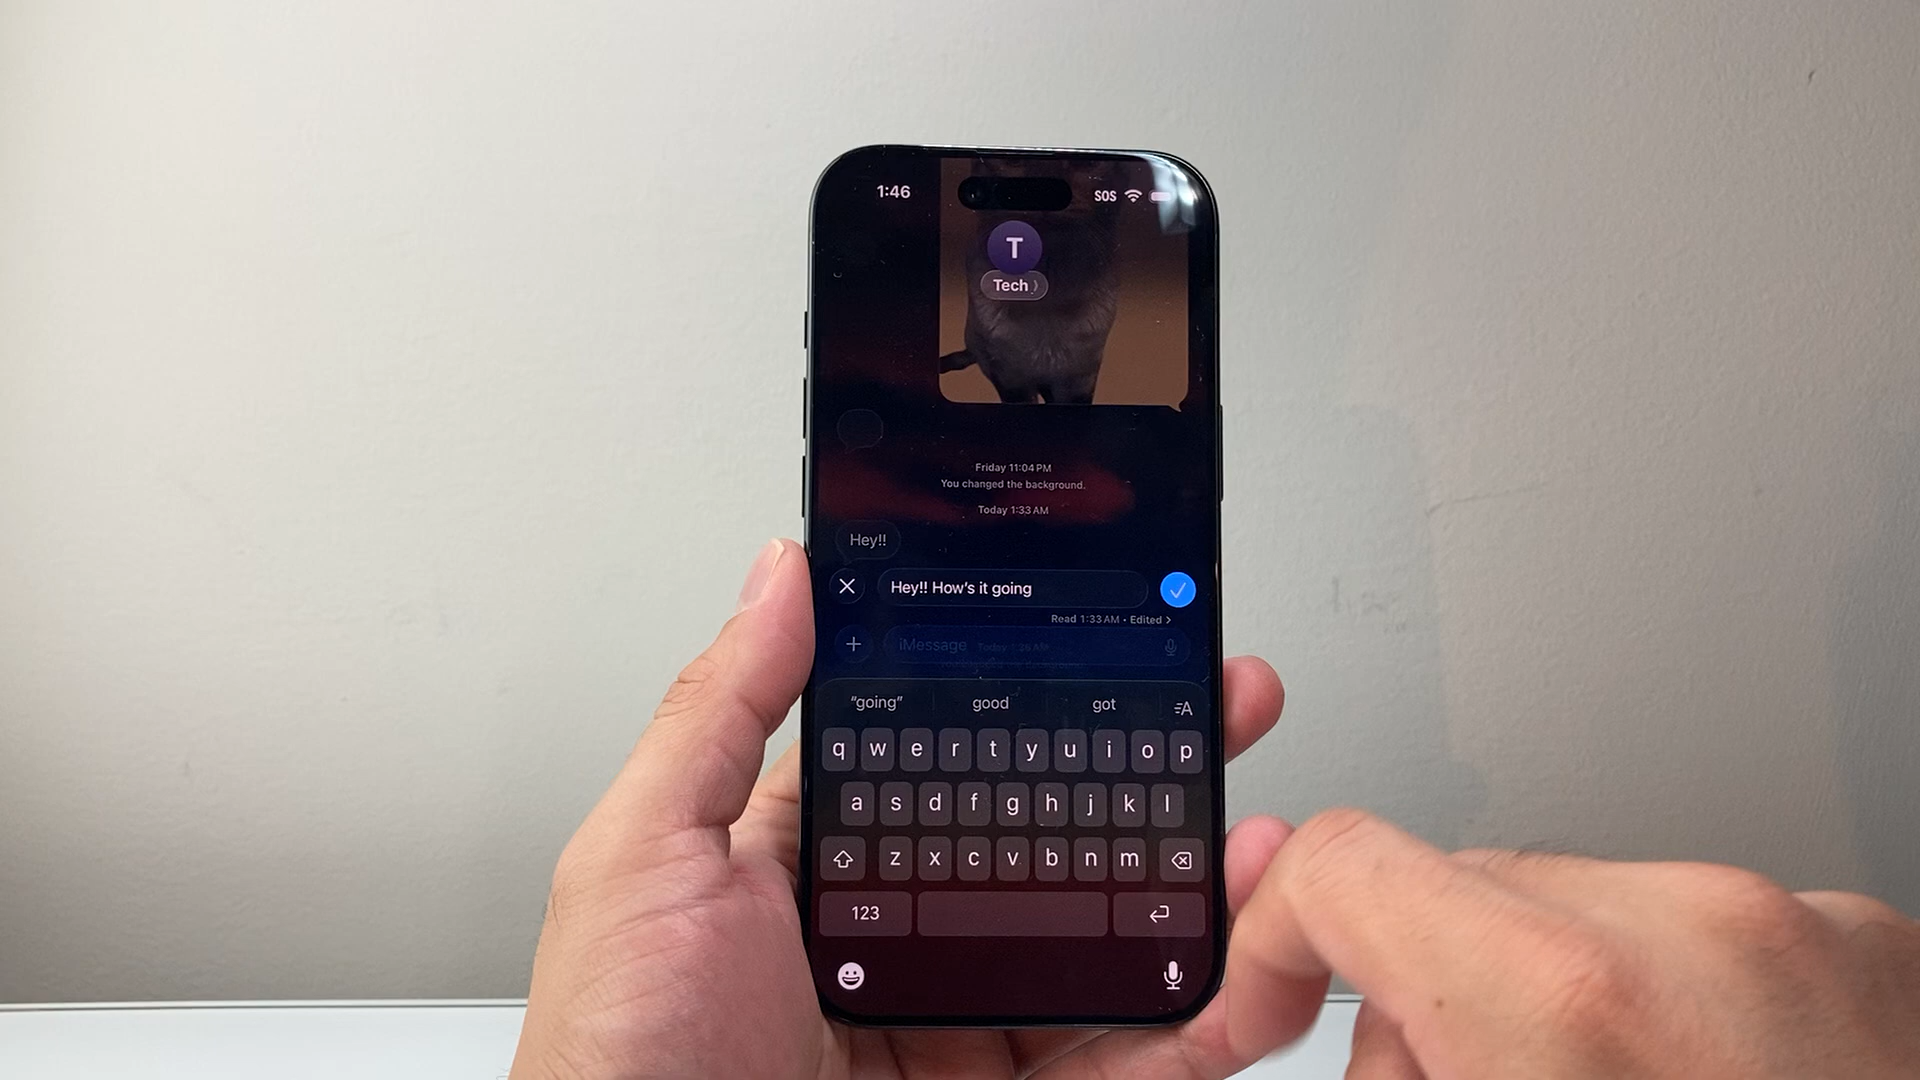 1:46
SOS
T
Tech
Friday 11:04 PM
You changed the background.
Today 1:33 AM
Hey!!
Hey!! How's it going
Read 1:33 AM • Edited >
iMessage
“going” good got
q w e r t y u i o p
a s d f g h j k l
z x c v b n m
123